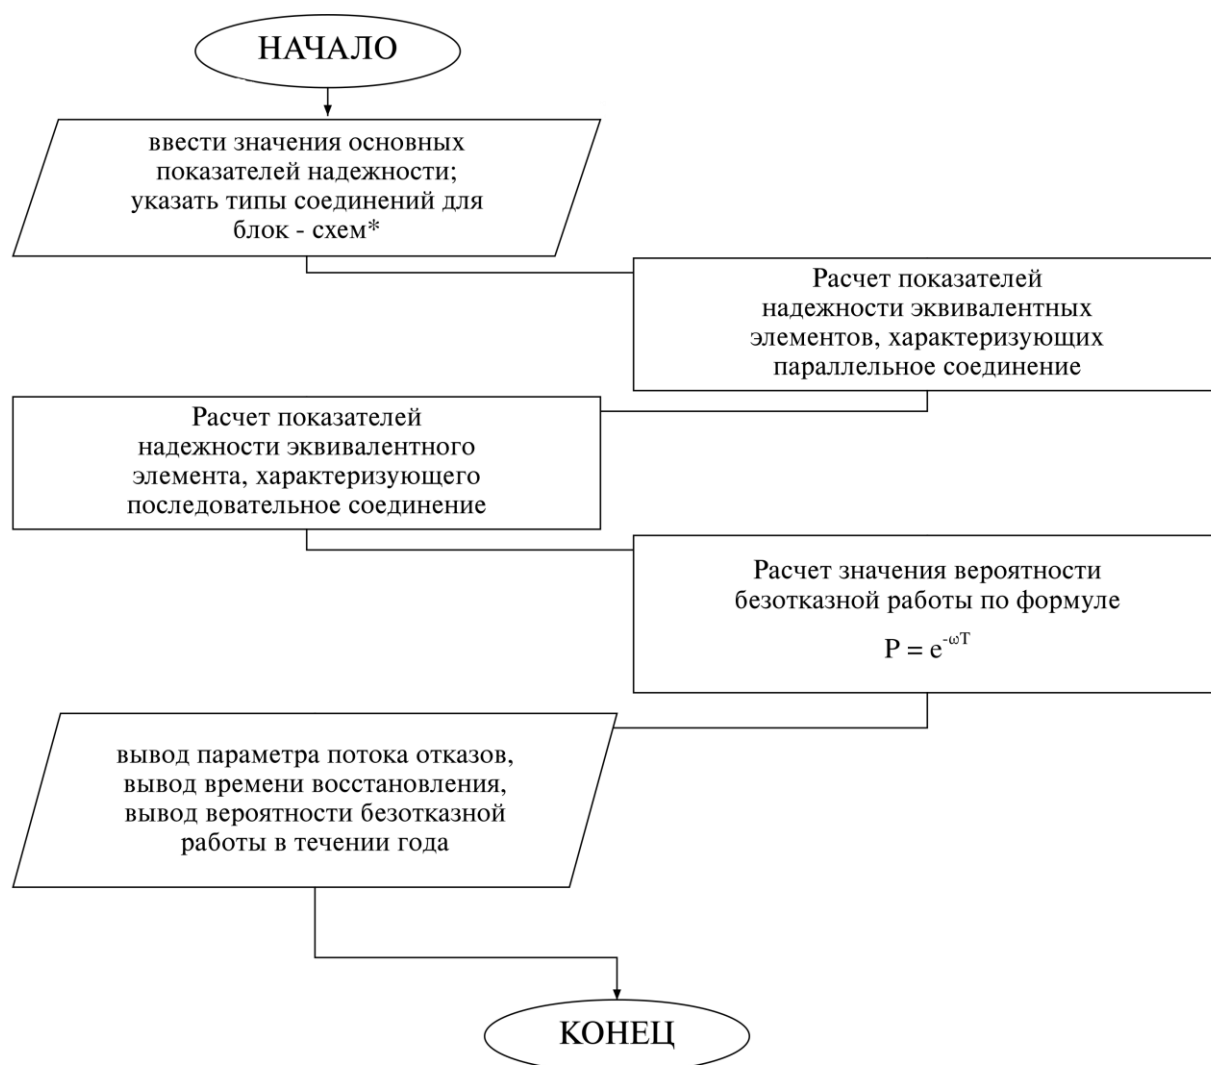 НАЧАЛО
ввести значения основных
показателей надежности;
указать типы соединений для
блок - схем*
Расчет показателей
надежности эквивалентных
элементов, характеризующих
параллельное соединение
Расчет показателей
надежности эквивалентного
элемента, характеризующего
последовательное соединение
Расчет значения вероятности
безотказной работы по формуле
P = e^-ωT
вывод параметра потока отказов,
вывод времени восстановления,
вывод вероятности безотказной
работы в течении года
КОНЕЦ